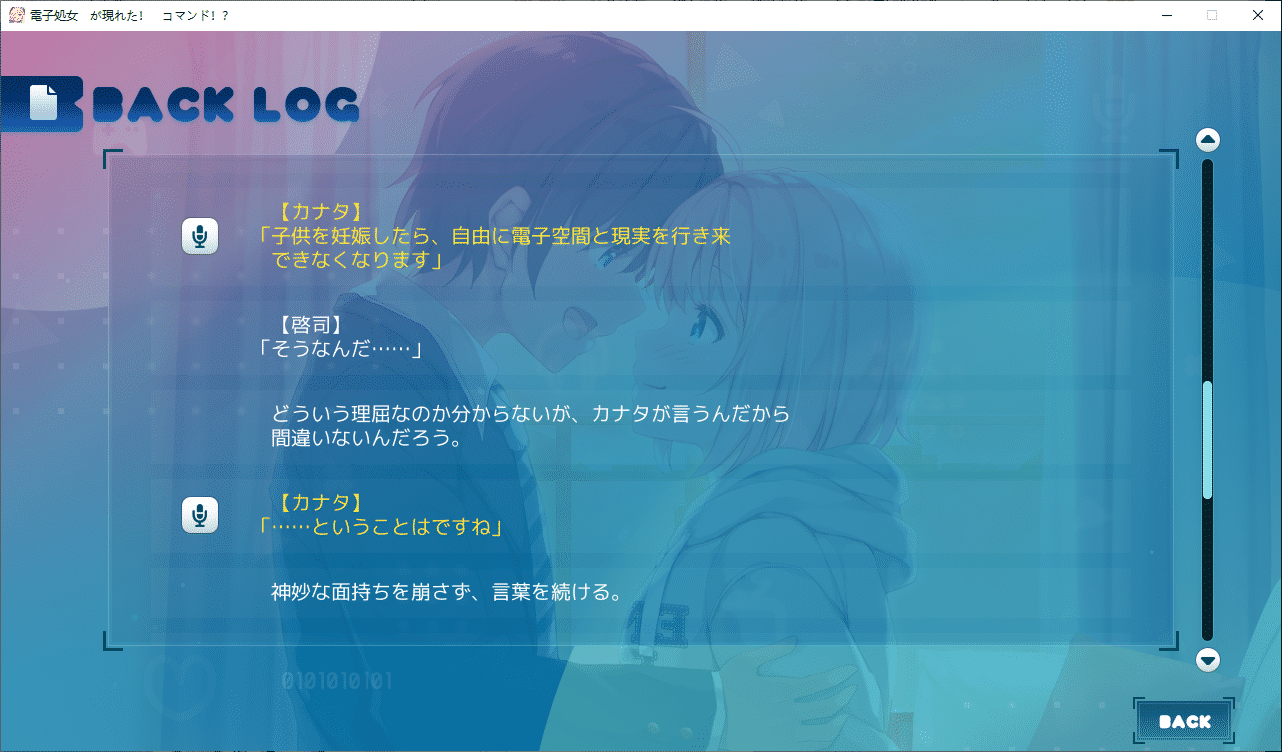 電子処女　が現れた！　コマンド！？
BACK LOG
【カナタ】
「子供を妊娠したら、自由に電子空間と現実を行き来
できなくなります」
【啓司】
「そうなんだ……」
どういう理屈なのか分からないが、カナタが言うんだから
間違いないんだろう。
【カナタ】
「……ということはですね」
神妙な面持ちを崩さず、言葉を続ける。
0101010101
BACK